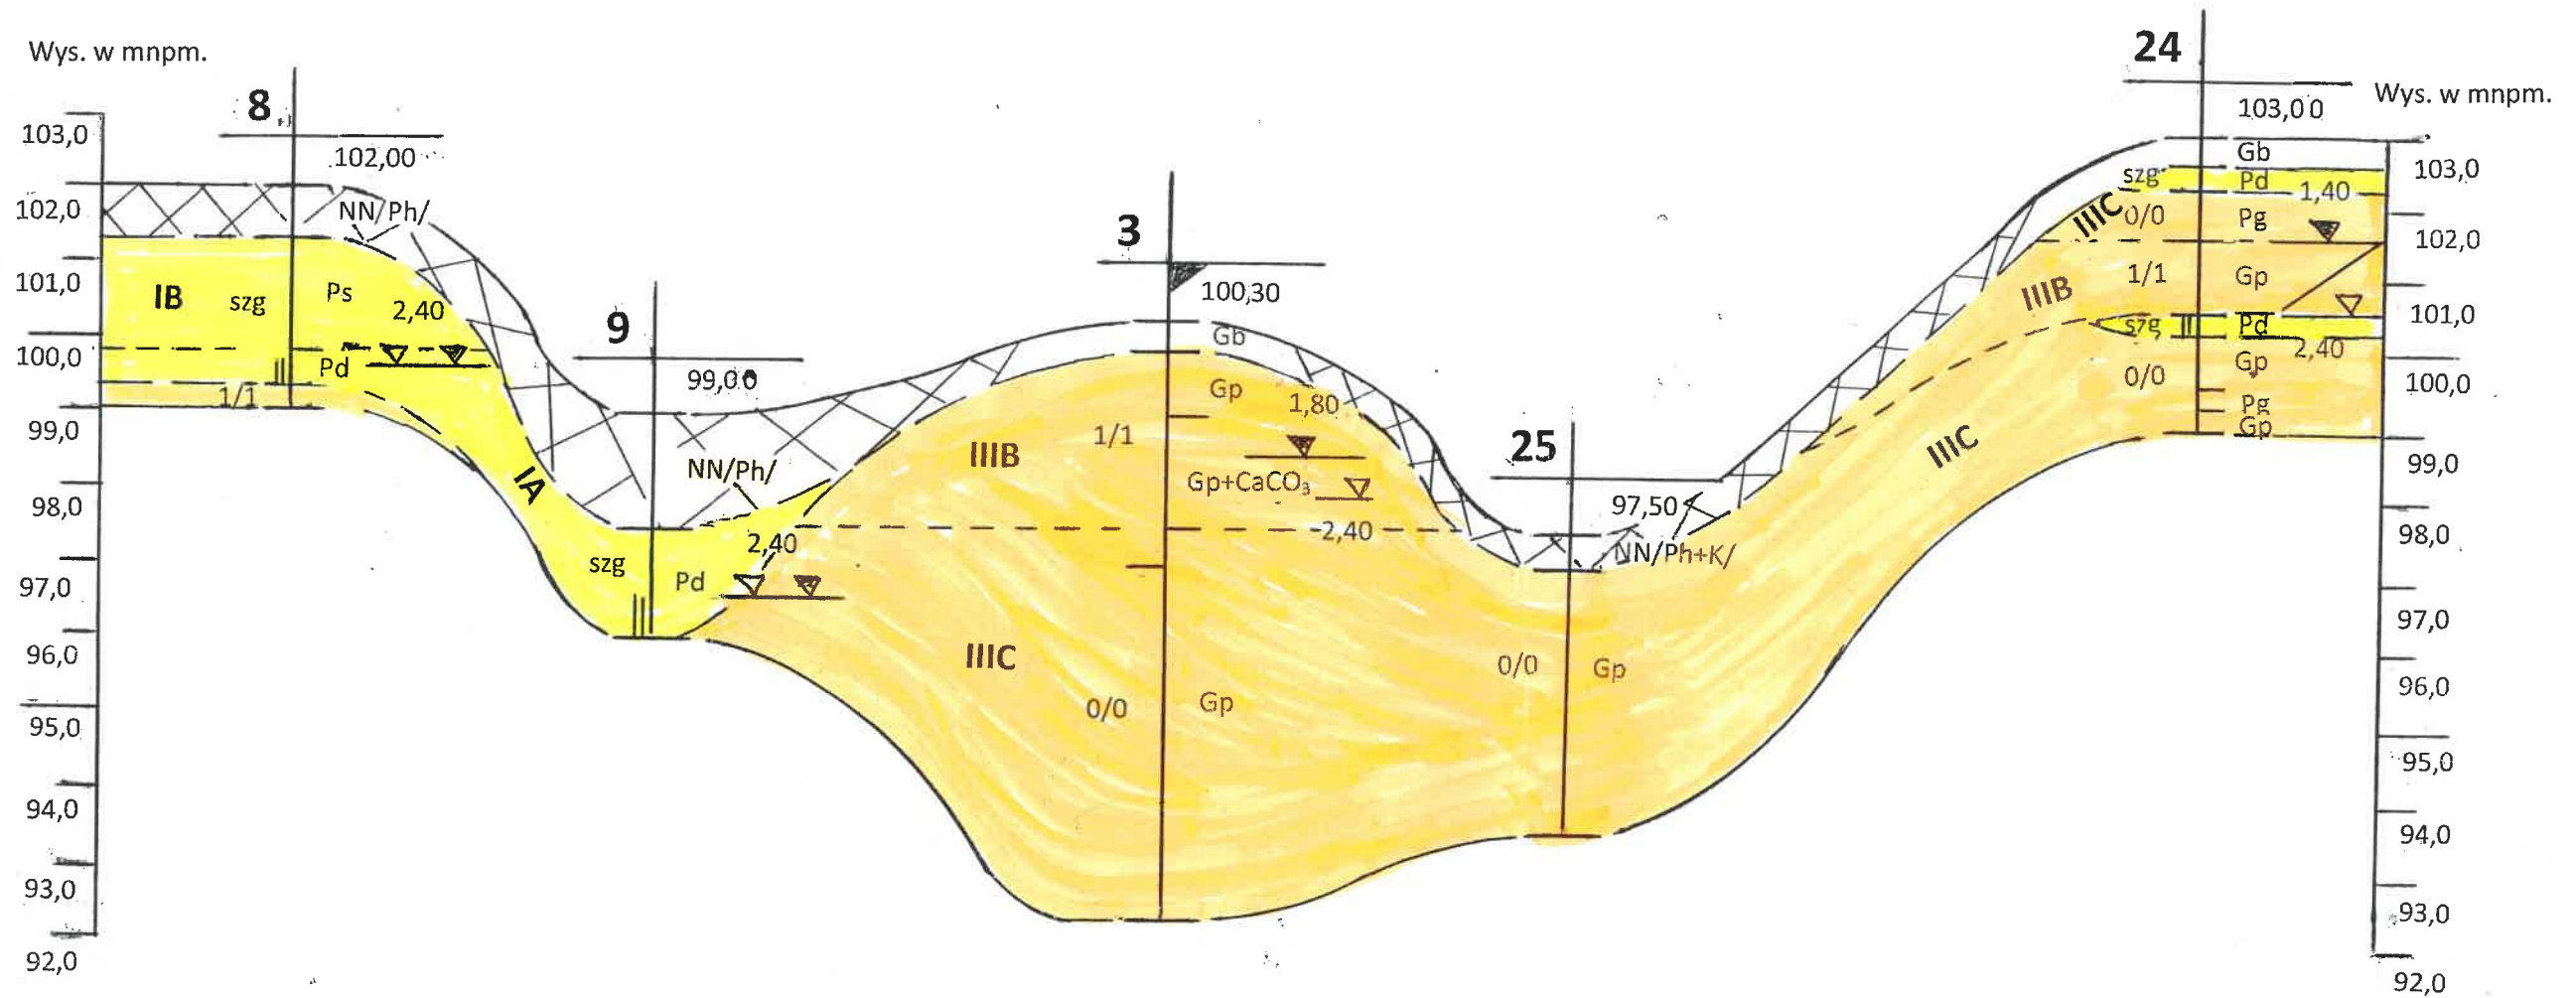 Wys. w mnpm.
103,0
102,0
101,0
100,0
99,0
98,0
97,0
96,0
95,0
94,0
93,0
92,0
8
102,00
NN/Ph/
IB szg Ps 2,40
Pd
1/1
IA
9
99,00
NN/Ph/
2,40
szg Pd
3
100,30
Gb
Gp 1,80
IIIB 1/1
Gp+CaCO₃
2,40
IIIC
0/0 Gp
25
97,50
NN/Ph+K/
0/0 Gp
IIIC
24
103,00
Gb
szg Pd 1,40
IIIC 0/0 Pg
IIIB 1/1 Gp
szg Pd
2,40
0/0 Gp
Pg
Gp
Wys. w mnpm.
103,0
102,0
101,0
100,0
99,0
98,0
97,0
96,0
95,0
94,0
93,0
92,0